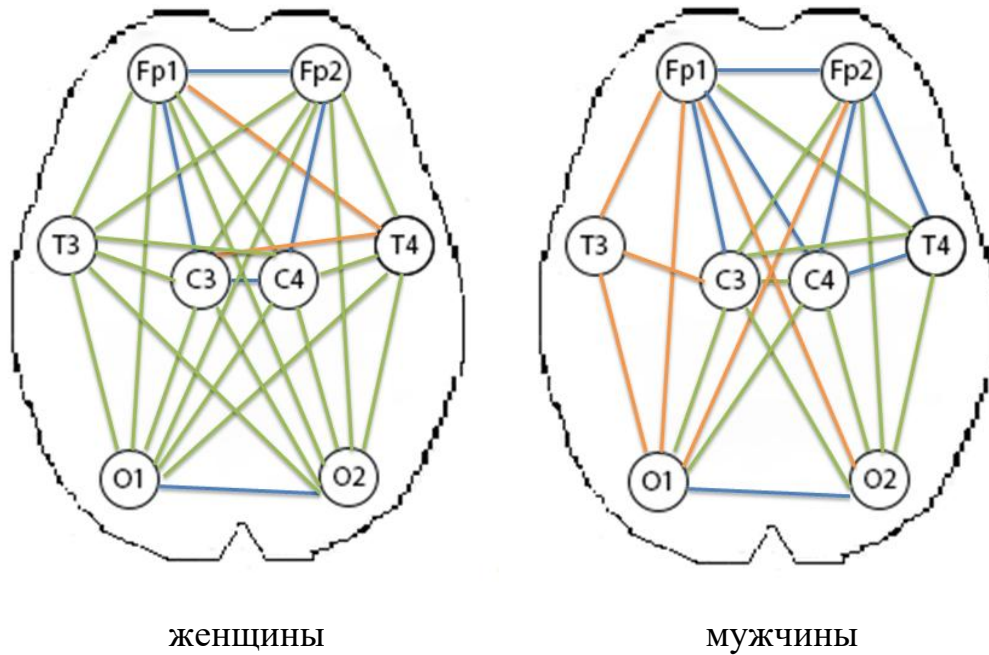 Fp1 Fp2 Fp1 Fp2
T3 T4 T3 T4
C3 C4 C3 C4
O1 O2 O1 O2
женщины мужчины